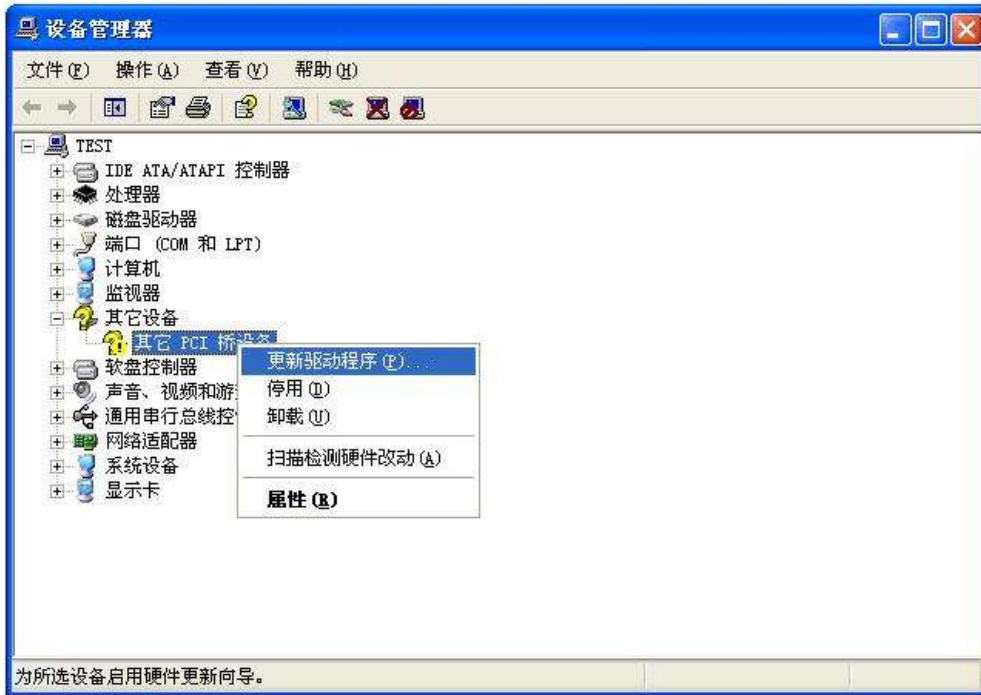 设备管理器
文件(F) 操作(A) 查看(V) 帮助(H)
TEST
IDE ATA/ATAPI 控制器
处理器
磁盘驱动器
端口 (COM 和 LPT)
计算机
监视器
其它设备
其它 PCI 桥设备
更新驱动程序(P)...
软盘控制器
停用(D)
声音、视频和游
通用串行总线控
卸载(U)
网络适配器
扫描检测硬件改动(A)
系统设备
显示卡
属性(R)
为所选设备启用硬件更新向导。